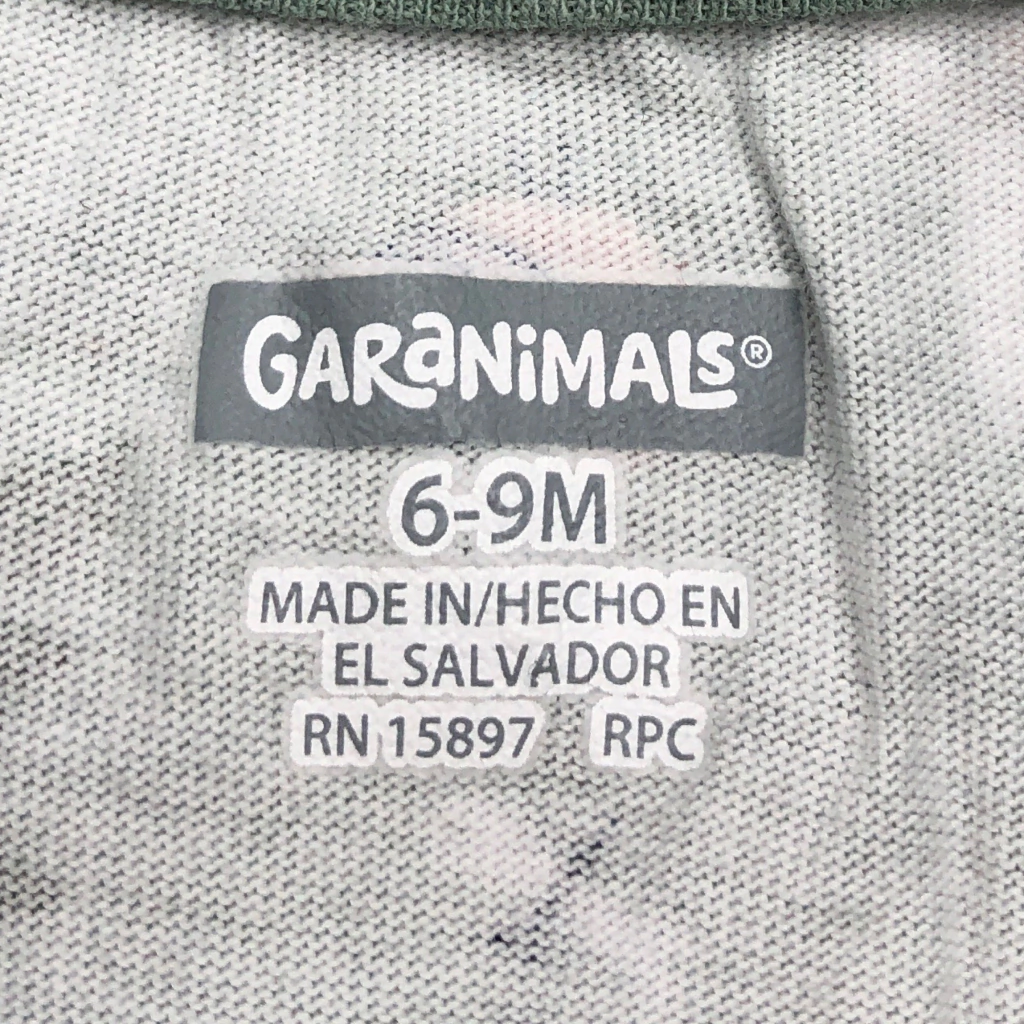 GARANIMALS®
6-9M
MADE IN/HECHO EN
EL SALVADOR
RN 15897 RPC